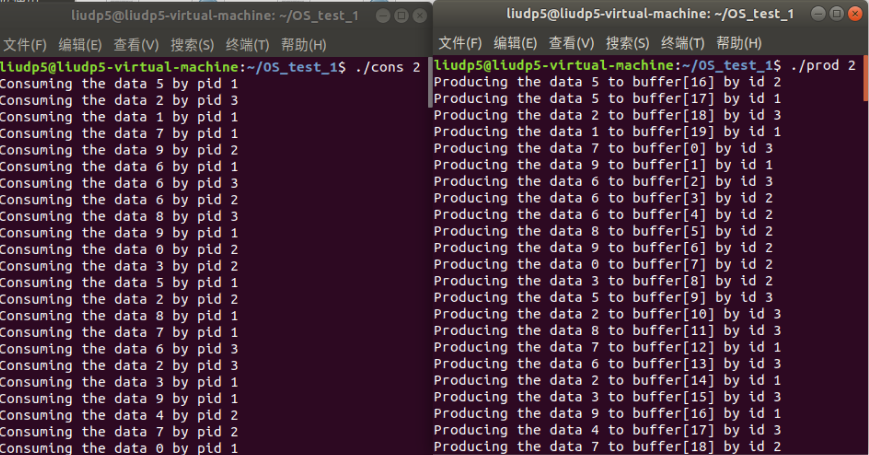 liudp5@liudp5-virtual-machine: ~/OS_test_1
文件(F) 编辑(E) 查看(V) 搜索(S) 终端(T) 帮助(H)
liudp5@liudp5-virtual-machine:~/OS_test_1$ ./cons 2
Consuming the data 5 by pid 1
Consuming the data 2 by pid 3
Consuming the data 1 by pid 1
Consuming the data 7 by pid 1
Consuming the data 9 by pid 2
Consuming the data 6 by pid 1
Consuming the data 6 by pid 3
Consuming the data 6 by pid 2
Consuming the data 8 by pid 3
Consuming the data 9 by pid 1
Consuming the data 0 by pid 2
Consuming the data 3 by pid 2
Consuming the data 5 by pid 1
Consuming the data 2 by pid 2
Consuming the data 8 by pid 1
Consuming the data 7 by pid 1
Consuming the data 6 by pid 3
Consuming the data 2 by pid 3
Consuming the data 3 by pid 1
Consuming the data 9 by pid 1
Consuming the data 4 by pid 2
Consuming the data 7 by pid 2
Consuming the data 0 by pid 1
liudp5@liudp5-virtual-machine: ~/OS_test_1
文件(F) 编辑(E) 查看(V) 搜索(S) 终端(T) 帮助(H)
liudp5@liudp5-virtual-machine:~/OS_test_1$ ./prod 2
Producing the data 5 to buffer[16] by id 2
Producing the data 5 to buffer[17] by id 1
Producing the data 2 to buffer[18] by id 3
Producing the data 1 to buffer[19] by id 1
Producing the data 7 to buffer[0] by id 3
Producing the data 9 to buffer[1] by id 1
Producing the data 6 to buffer[2] by id 3
Producing the data 6 to buffer[3] by id 2
Producing the data 6 to buffer[4] by id 2
Producing the data 8 to buffer[5] by id 2
Producing the data 9 to buffer[6] by id 2
Producing the data 0 to buffer[7] by id 2
Producing the data 3 to buffer[8] by id 2
Producing the data 5 to buffer[9] by id 3
Producing the data 2 to buffer[10] by id 3
Producing the data 8 to buffer[11] by id 3
Producing the data 7 to buffer[12] by id 1
Producing the data 6 to buffer[13] by id 3
Producing the data 2 to buffer[14] by id 1
Producing the data 3 to buffer[15] by id 3
Producing the data 9 to buffer[16] by id 1
Producing the data 4 to buffer[17] by id 3
Producing the data 7 to buffer[18] by id 2